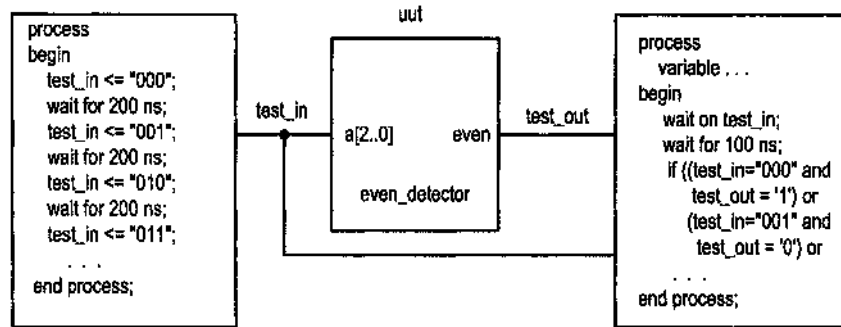 process
begin
test_in <= "000";
wait for 200 ns;
test_in <= "001";
wait for 200 ns;
test_in <= "010";
wait for 200 ns;
test_in <= "011";
. . .
end process;
test_in
uut
a[2..0] even
even_detector
test_out
process
variable . . .
begin
wait on test_in;
wait for 100 ns;
if ((test_in="000" and
test_out = '1') or
(test_in="001" and
test_out = '0') or
. . .
end process;